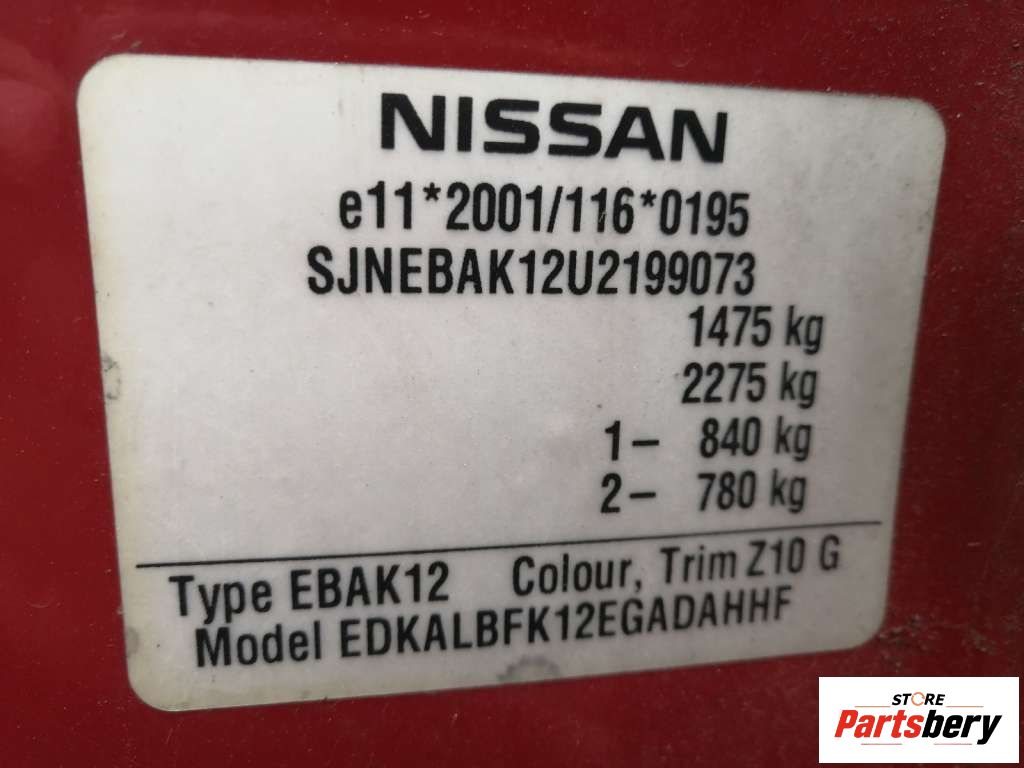 NISSAN
e11*2001/116*0195
SJNEBAK12U2199073
1475 kg
2275 kg
1– 840 kg
2– 780 kg
Type EBAK12 Colour, Trim Z10 G
Model EDKALBFK12EGADAHHF
STORE
Partsbery